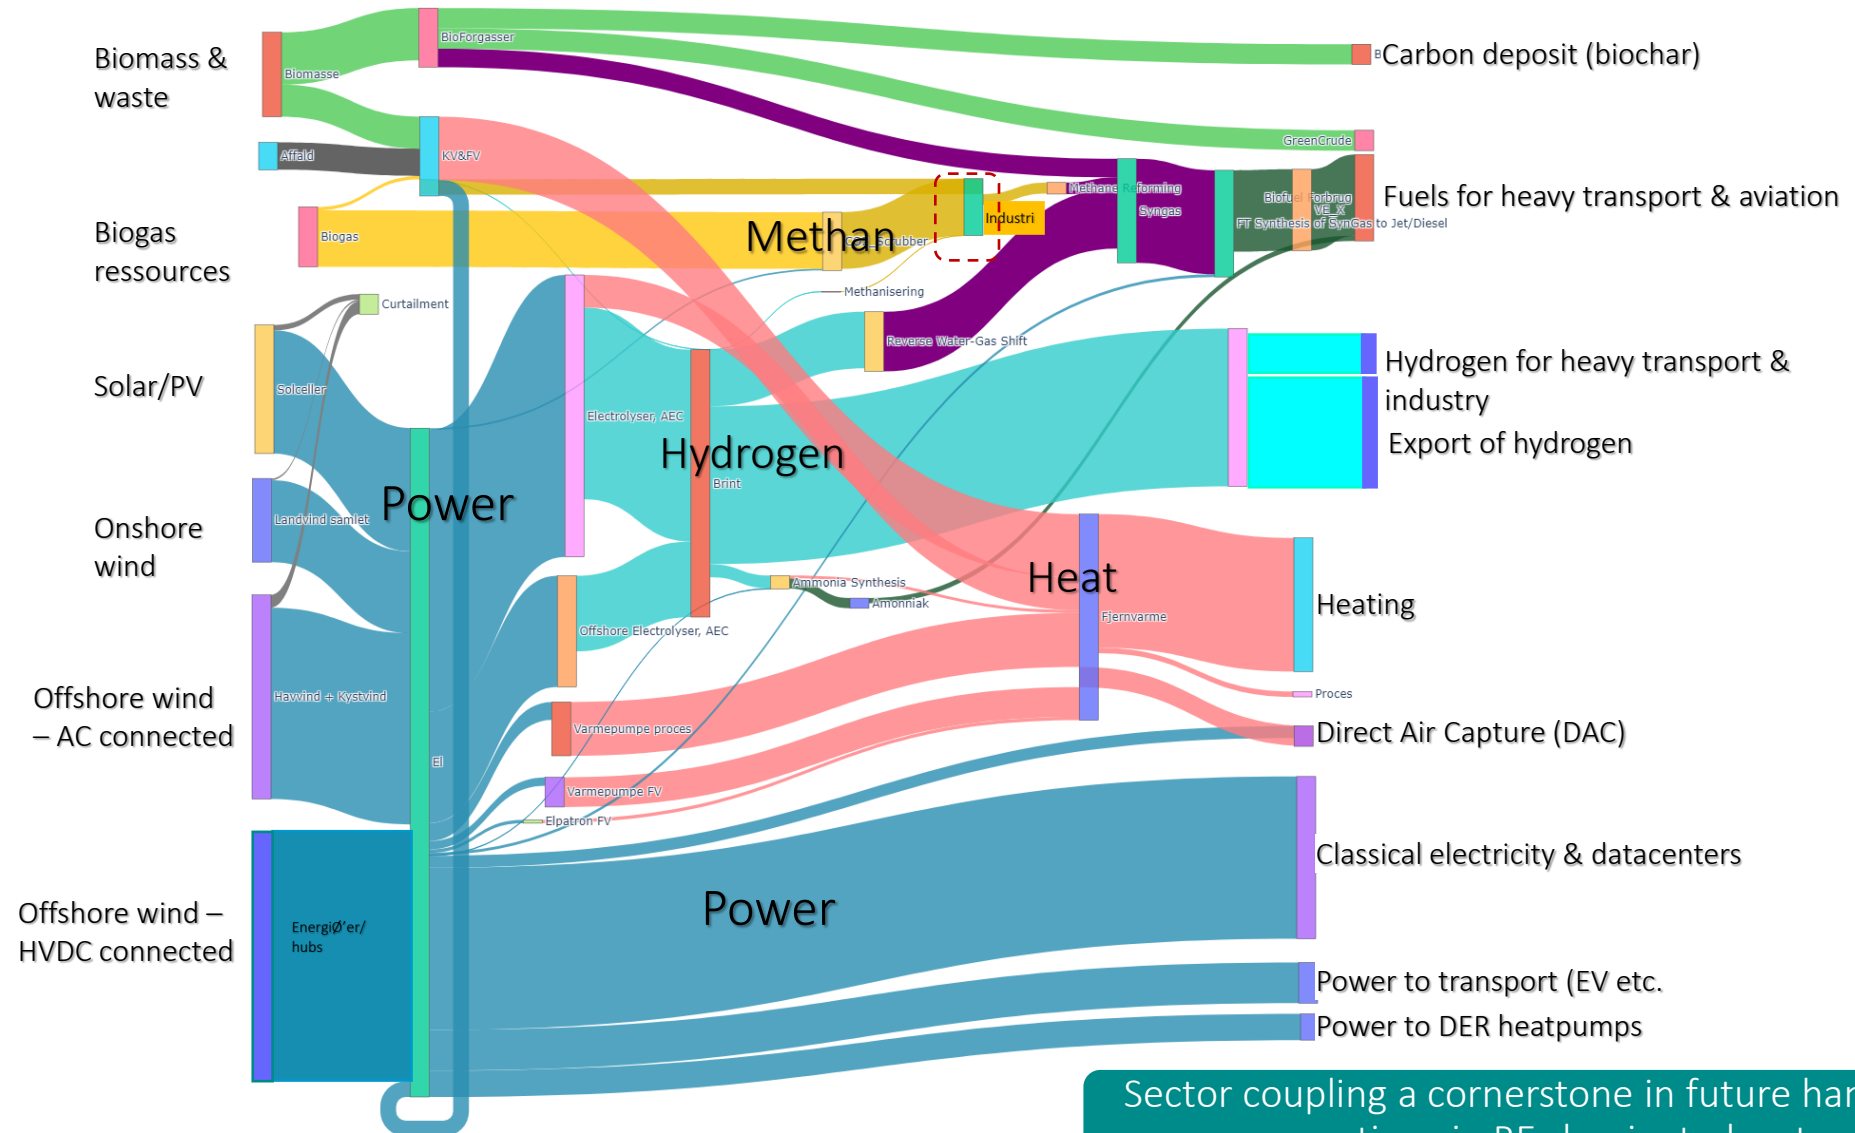 Biomass &
waste
Biogas
ressources
Solar/PV
Onshore
wind
Offshore wind
– AC connected
Offshore wind –
HVDC connected
Biomasse
Affald
Biogas
Solceller
Landvind samlet
Havvind + Kystvind
EnergiØ'er/
hubs
BioForgasser
KV&FV
Curtailment
Power
El
Methan
CO2_Scrubber
Methanisering
Industri
Methane Reforming
Syngas
Reverse Water-Gas Shift
Electrolyser, AEC
Hydrogen
Brint
Offshore Electrolyser, AEC
Ammonia Synthesis
Amonniak
Varmepumpe proces
Varmepumpe FV
Elpatron FV
Heat
Fjernvarme
Power
GreenCrude
Biofuel Forbrug
VE_X
FT Synthesis of SynGas to Jet/Diesel
B
Carbon deposit (biochar)
Fuels for heavy transport & aviation
Hydrogen for heavy transport &
industry
Export of hydrogen
Heating
Proces
Direct Air Capture (DAC)
Classical electricity & datacenters
Power to transport (EV etc.
Power to DER heatpumps
Sector coupling a cornerstone in future har